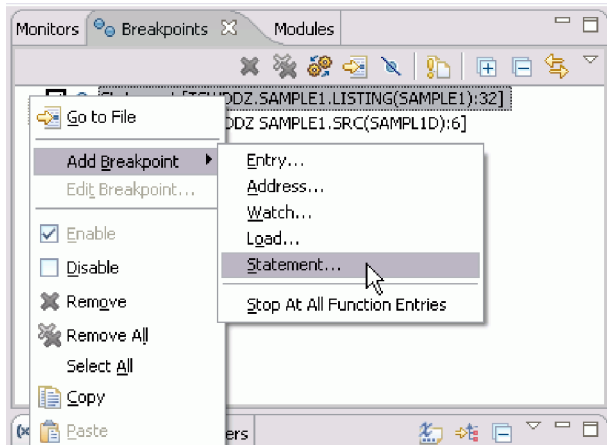 Monitors Breakpoints Modules
DDZ.SAMPLE1.LISTING(SAMPLE1):32]
DDZ SAMPLE1.SRC(SAMPL1D):6]
Go to File
Add Breakpoint
Edit Breakpoint...
Enable
Disable
Remove
Remove All
Select All
Copy
Paste
Entry...
Address...
Watch...
Load...
Statement...
Stop At All Function Entries
ers